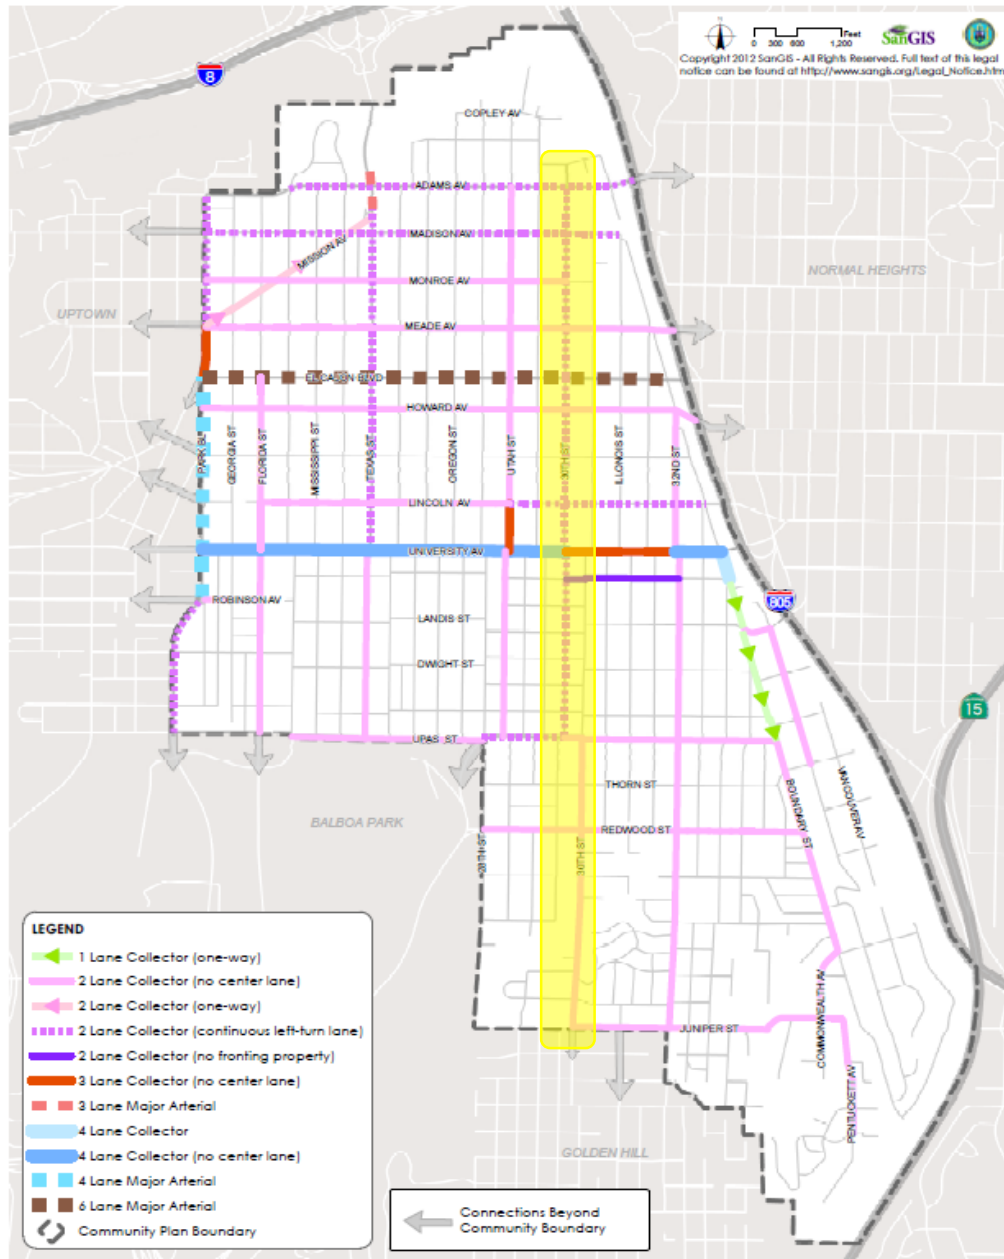 Feet
0 300 600 1,200
SanGIS
Copyright 2012 SanGIS - All Rights Reserved. Full text of this legal
notice can be found at http://www.sangis.org/Legal_Notice.htm
8
COPLEY AV
ADAMS AV
MADISON AV
MISSION AV
NORMAL HEIGHTS
MONROE AV
UPTOWN
MEADE AV
EL CAJON BLVD
HOWARD AV
PARK BL
GEORGIA ST
FLORIDA ST
MISSISSIPPI ST
TEXAS ST
OREGON ST
UTAH ST
30TH ST
ILLINOIS ST
32ND ST
LINCOLN AV
UNIVERSITY AV
ROBINSON AV
805
LANDIS ST
DWIGHT ST
15
UPAS ST
THORN ST
BALBOA PARK
REDWOOD ST
28TH ST
30TH ST
BOUNDARY ST
VANCOUVER AV
COMMONWEALTH AV
JUNIPER ST
PENTUCKETT AV
GOLDEN HILL
LEGEND
1 Lane Collector (one-way)
2 Lane Collector (no center lane)
2 Lane Collector (one-way)
2 Lane Collector (continuous left-turn lane)
2 Lane Collector (no fronting property)
3 Lane Collector (no center lane)
3 Lane Major Arterial
4 Lane Collector
4 Lane Collector (no center lane)
4 Lane Major Arterial
6 Lane Major Arterial
Community Plan Boundary
Connections Beyond
Community Boundary